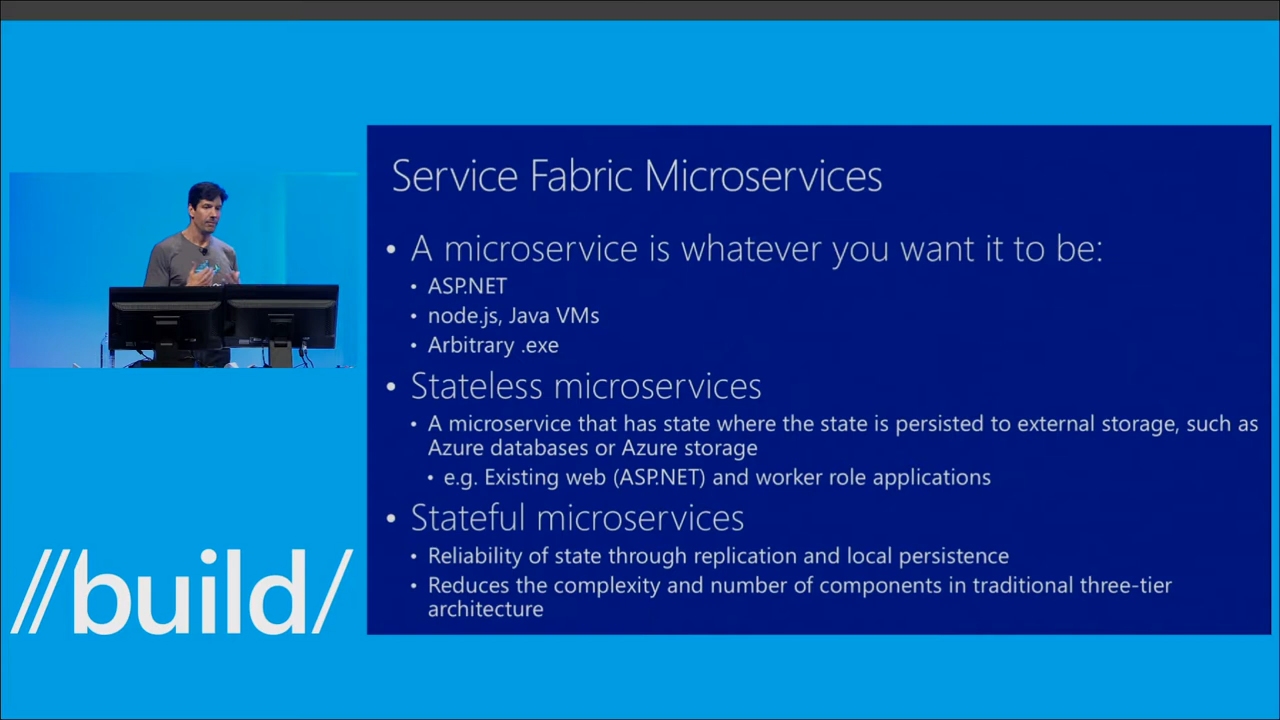 Service Fabric Microservices
• A microservice is whatever you want it to be:
• ASP.NET
• node.js, Java VMs
• Arbitrary .exe
• Stateless microservices
• A microservice that has state where the state is persisted to external storage, such as
Azure databases or Azure storage
• e.g. Existing web (ASP.NET) and worker role applications
• Stateful microservices
• Reliability of state through replication and local persistence
• Reduces the complexity and number of components in traditional three-tier
architecture
//build/